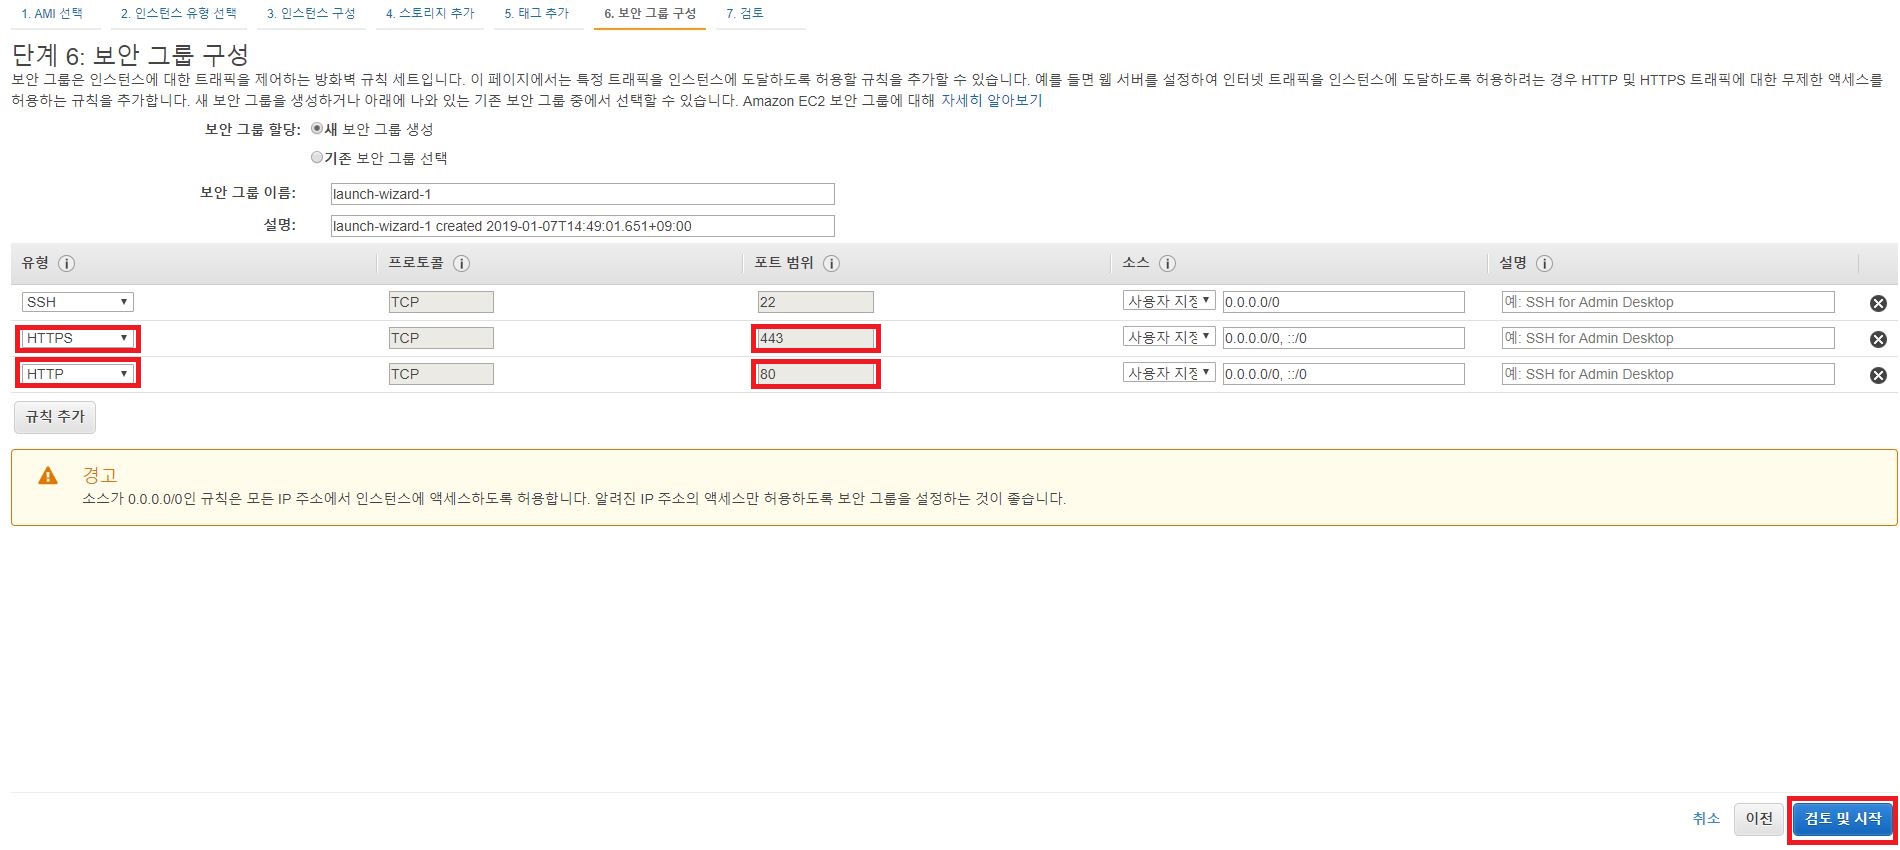 1. AMI 선택 2. 인스턴스 유형 선택 3. 인스턴스 구성 4. 스토리지 추가 5. 태그 추가 6. 보안 그룹 구성 7. 검토
단계 6: 보안 그룹 구성
보안 그룹은 인스턴스에 대한 트래픽을 제어하는 방화벽 규칙 세트입니다. 이 페이지에서는 특정 트래픽을 인스턴스에 도달하도록 허용할 규칙을 추가할 수 있습니다. 예를 들면 웹 서버를 설정하여 인터넷 트래픽을 인스턴스에 도달하도록 허용하려는 경우 HTTP 및 HTTPS 트래픽에 대한 무제한 액세스를
허용하는 규칙을 추가합니다. 새 보안 그룹을 생성하거나 아래에 나와 있는 기존 보안 그룹 중에서 선택할 수 있습니다. Amazon EC2 보안 그룹에 대해 자세히 알아보기
보안 그룹 할당: 새 보안 그룹 생성
기존 보안 그룹 선택
보안 그룹 이름: launch-wizard-1
설명: launch-wizard-1 created 2019-01-07T14:49:01.651+09:00
유형 프로토콜 포트 범위 소스 설명
SSH TCP 22 사용자 지정 0.0.0.0/0 예: SSH for Admin Desktop
HTTPS TCP 443 사용자 지정 0.0.0.0/0, ::/0 예: SSH for Admin Desktop
HTTP TCP 80 사용자 지정 0.0.0.0/0, ::/0 예: SSH for Admin Desktop
규칙 추가
경고
소스가 0.0.0.0/0인 규칙은 모든 IP 주소에서 인스턴스에 액세스하도록 허용합니다. 알려진 IP 주소의 액세스만 허용하도록 보안 그룹을 설정하는 것이 좋습니다.
취소 이전 검토 및 시작